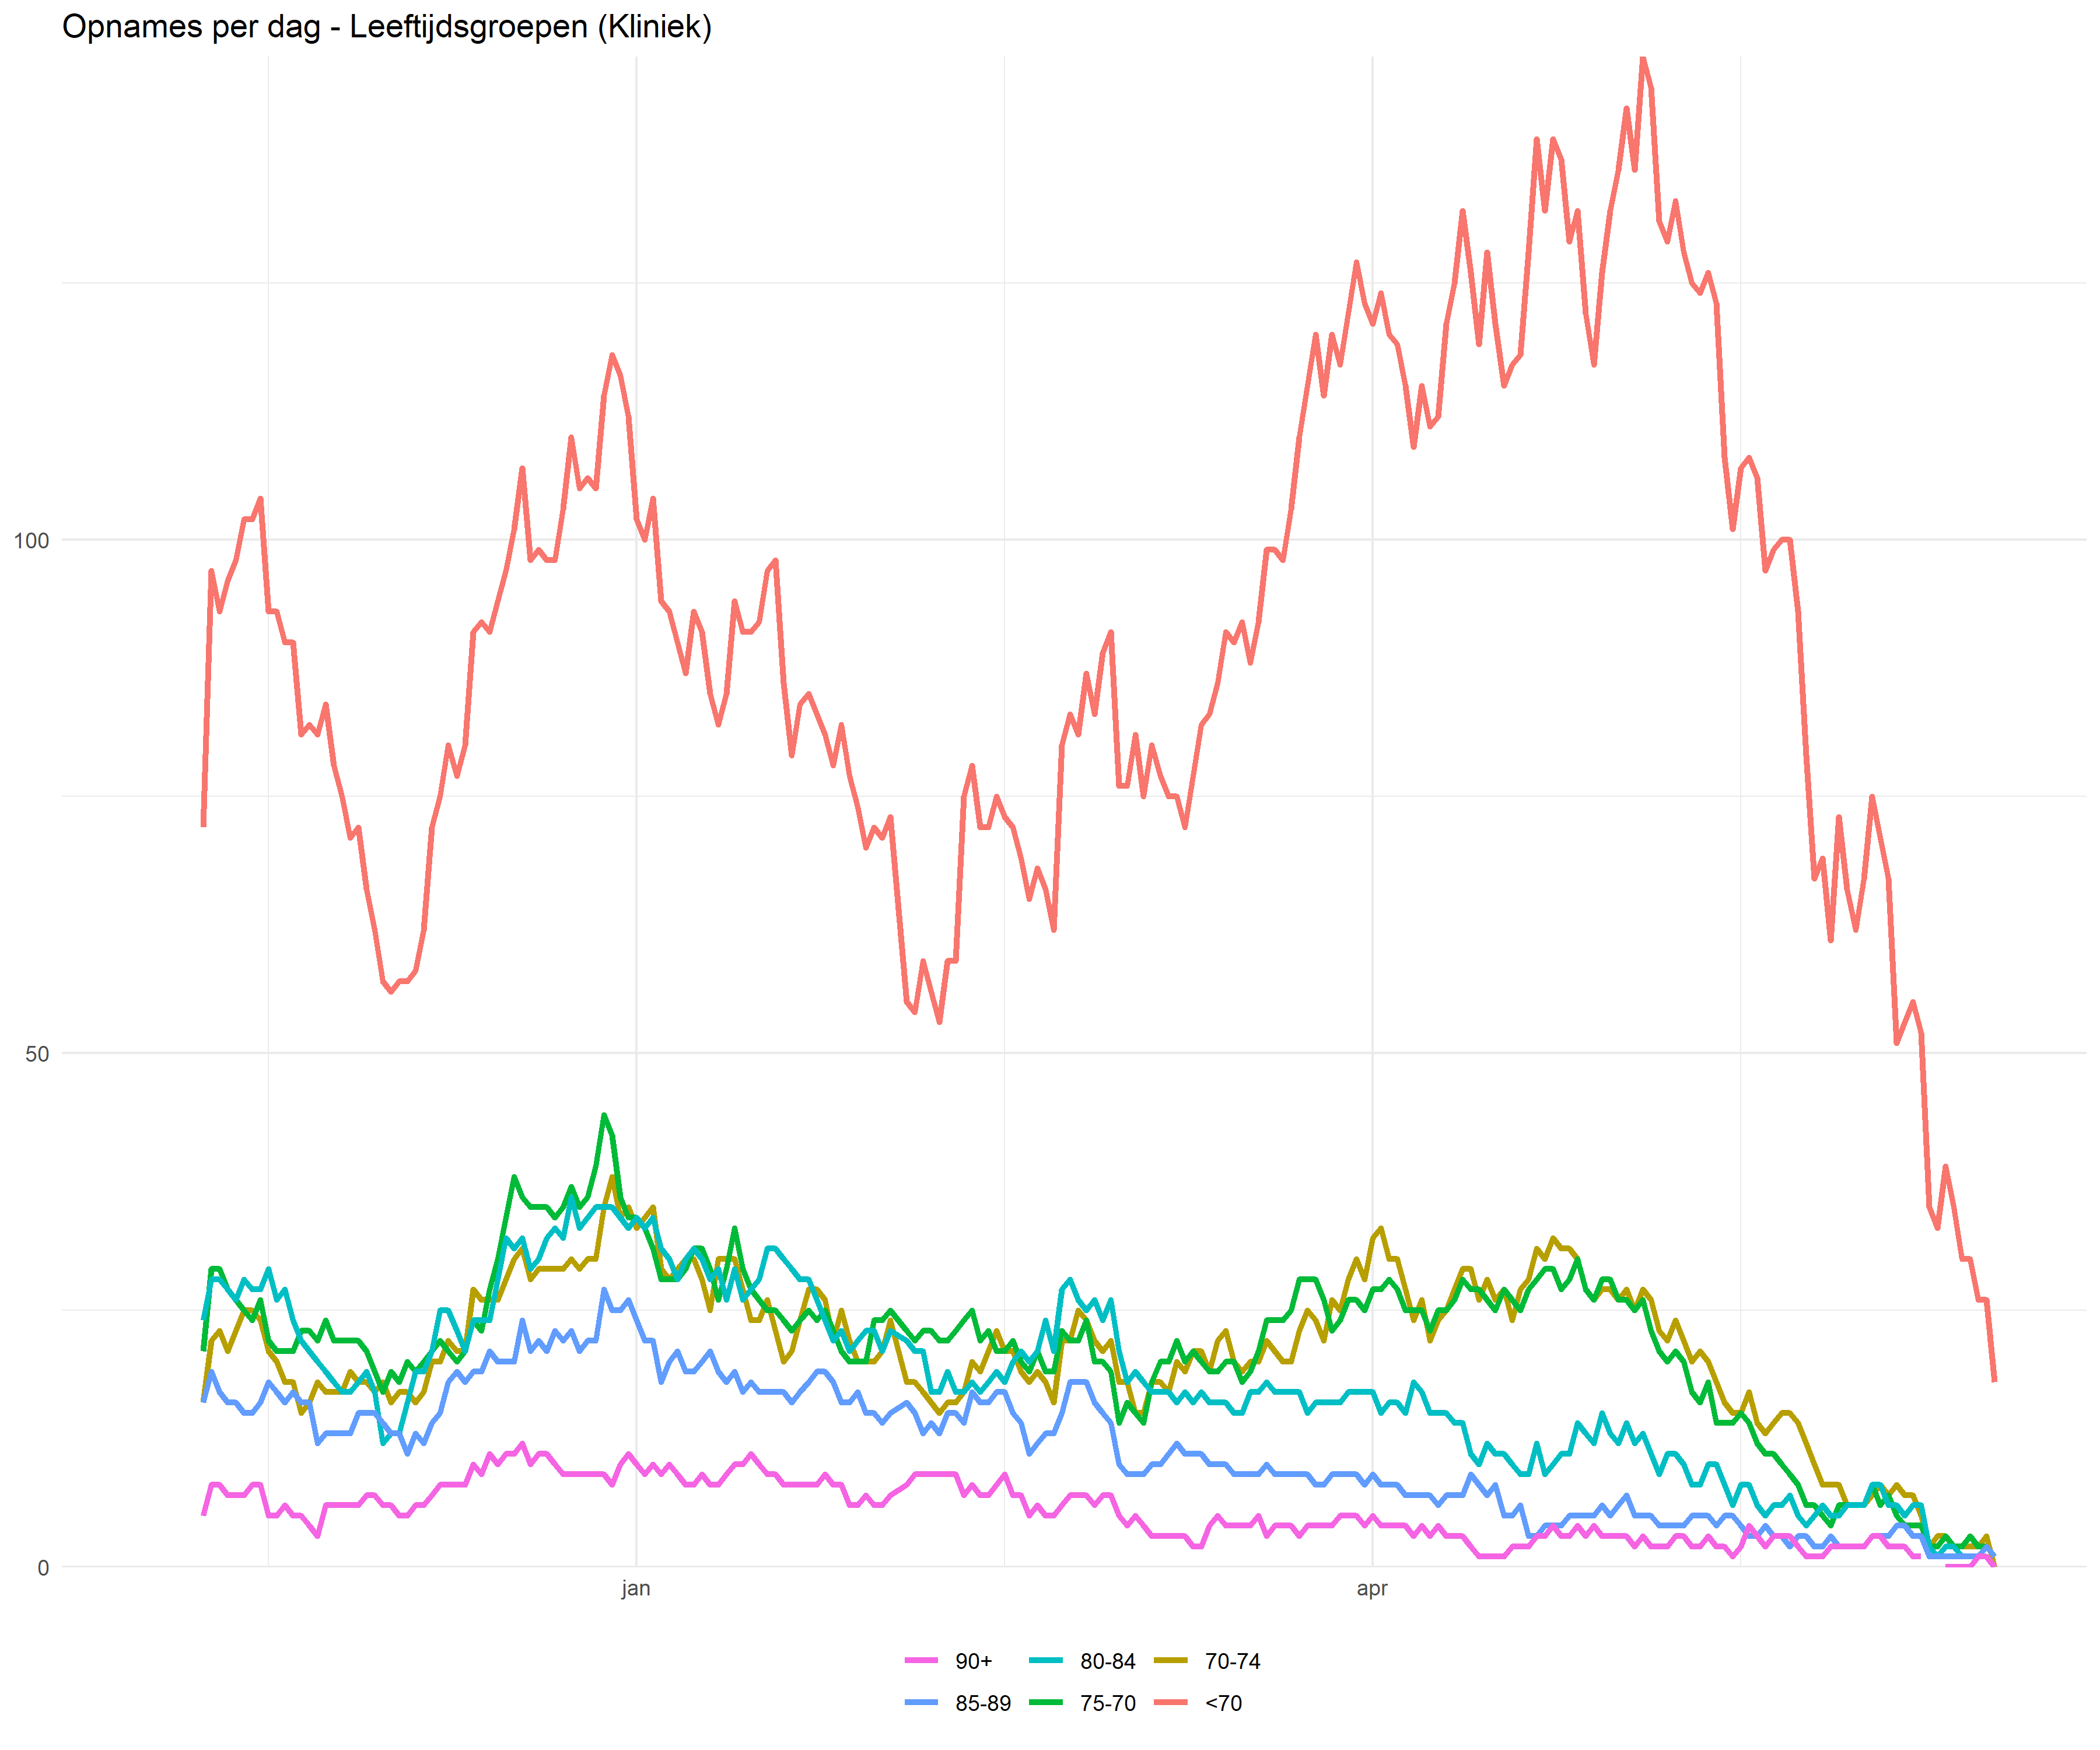 Opnames per dag - Leeftijdsgroepen (Kliniek)
100
50
0
jan apr
90+ 80-84 70-74
85-89 75-70 <70